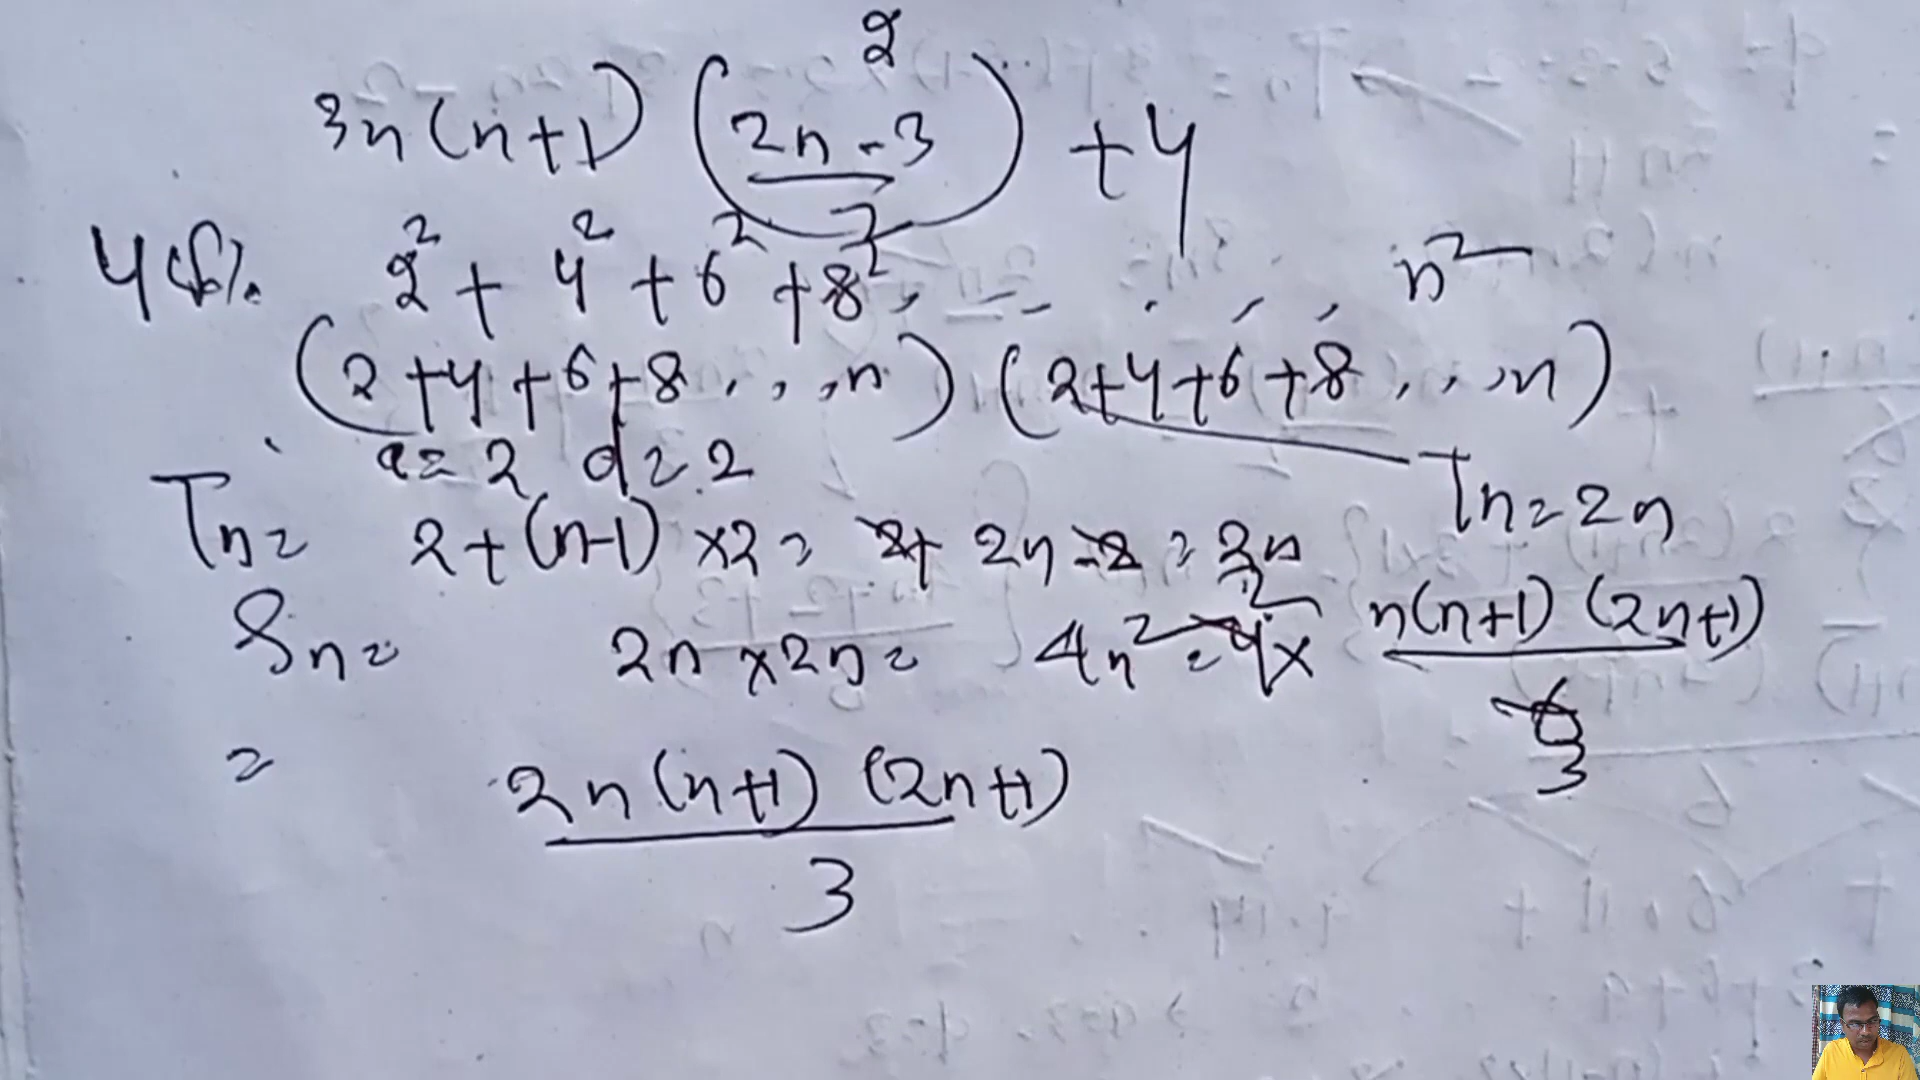 2
3n(n+1) (2n-3) + 4
2
4 2² + 4² + 6² + 8², - - . , , n²
(2+4+6+8 . , , n) (2+4+6+8 , . , n)
a = 2 d = 2 Tn = 2n
Tn = 2+(n-1) ×2 = 2+ 2n -2 = 2n
Sn = 2n × 2n = 4n² = 4 × n(n+1) (2n+1)
2
6
3
= 2n(n+1) (2n+1)
3